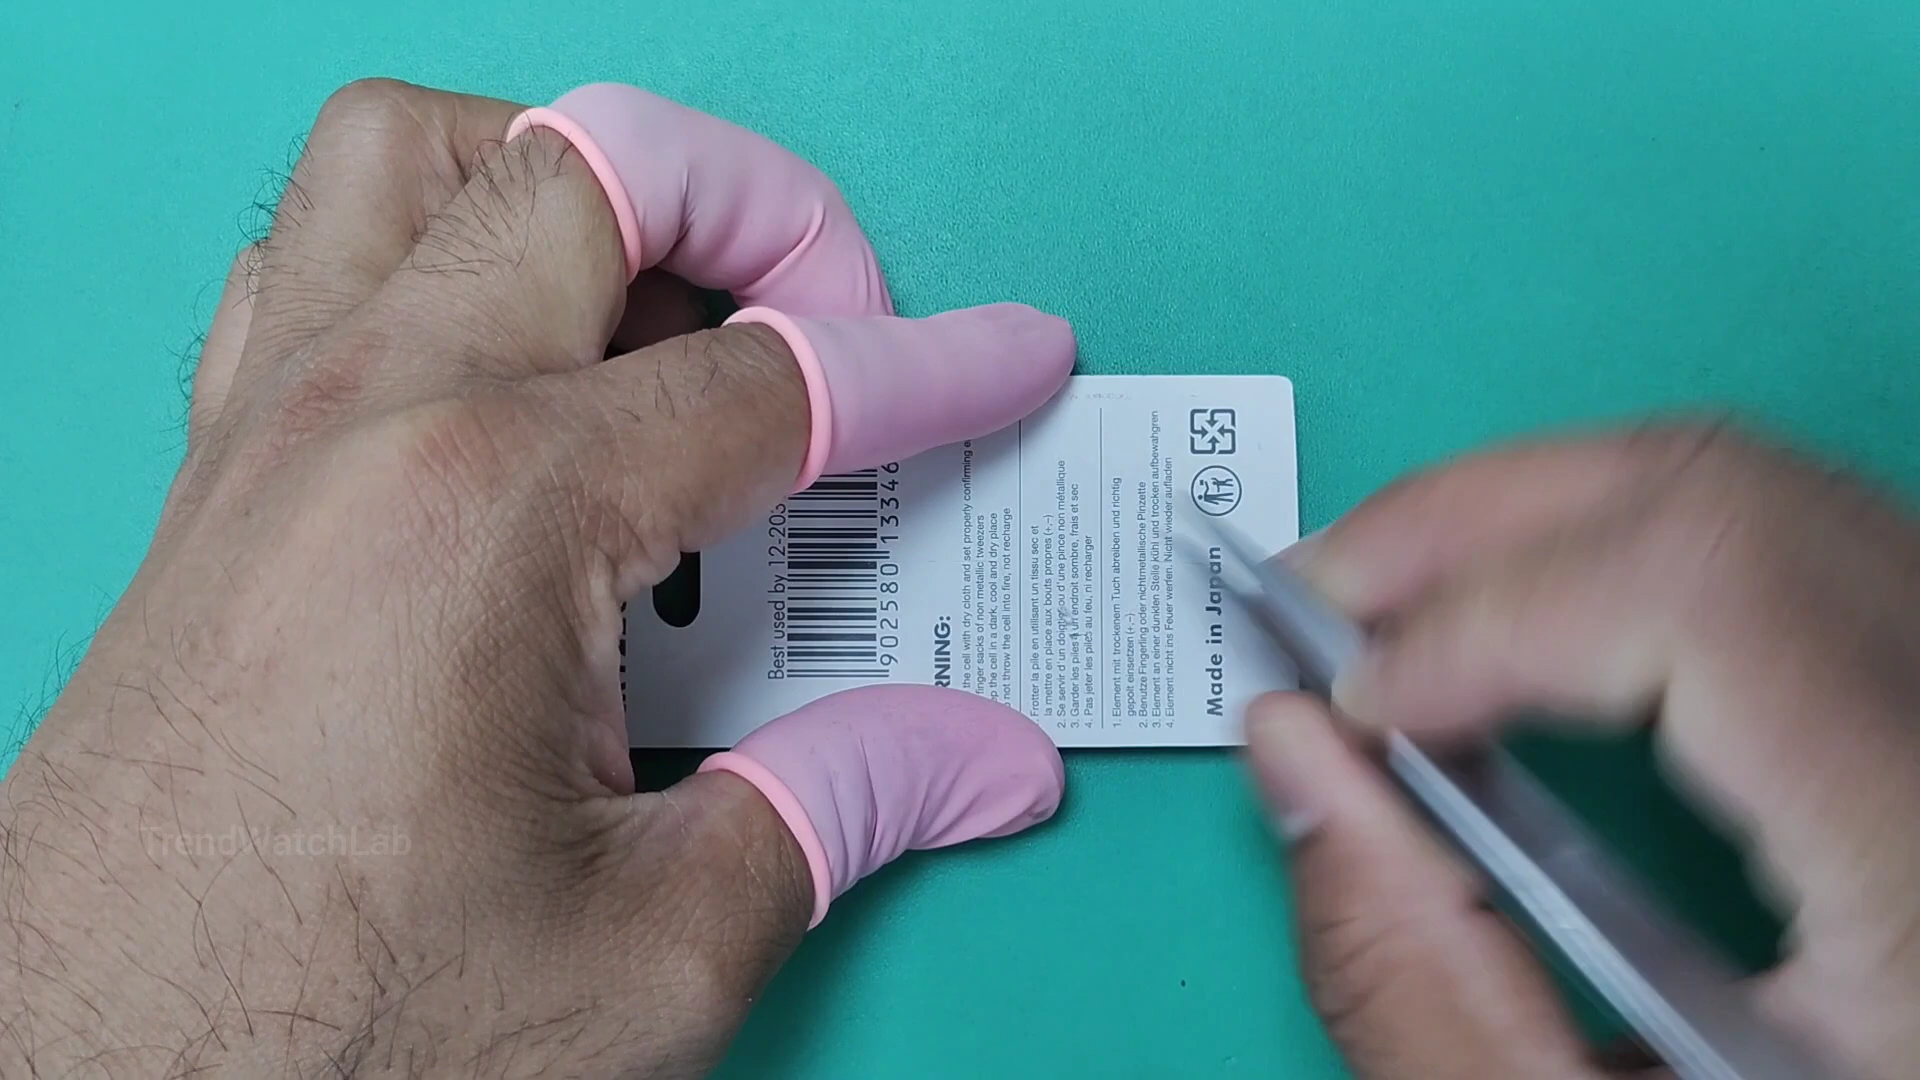 Best used by 12-203
902580 13346
RNING:
the cell with dry cloth and set properly confirming
finger sacks of non metallic tweezers
the cell in a dark, cool and dry place
not throw the cell into fire, not recharge
Frotter la pile en utilisant un tissu sec et
la mettre en place aux bouts propres (+,-)
2. Se servir d'un doigtier ou d'une pince non métallique
3. Garder les piles à un endroit sombre, frais et sec
4. Pas jeter les piles au feu, ni recharger
1. Element mit trockenem Tuch abreiben und richtig
gepolt einsetzen (+,-)
2. Benutze Fingerling oder nichtmetallische Pinzette
3. Element an einer dunklen Stelle kühl und trocken aufbewahgren
4. Element nicht ins Feuer werfen. Nicht wieder aufladen
Made in Japan
TrendWatchLab